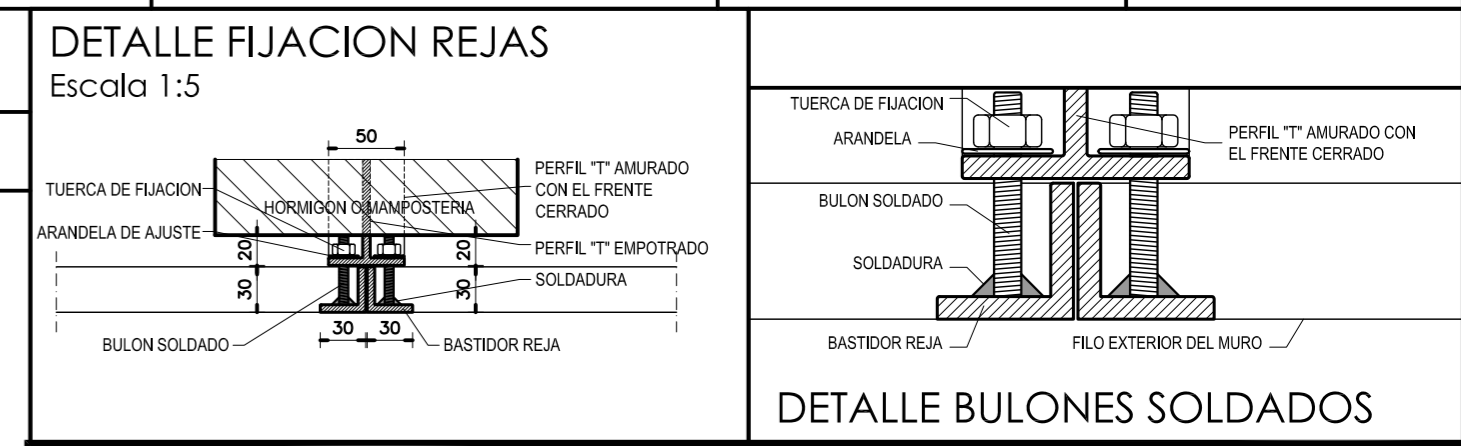 DETALLE FIJACION REJAS
Escala 1:5
50
TUERCA DE FIJACION
HORMIGON O MAMPOSTERIA
PERFIL "T" AMURADO
CON EL FRENTE
CERRADO
ARANDELA DE AJUSTE
20
20
PERFIL "T" EMPOTRADO
30
30
SOLDADURA
30
30
BULON SOLDADO
BASTIDOR REJA
TUERCA DE FIJACION
ARANDELA
PERFIL "T" AMURADO CON
EL FRENTE CERRADO
BULON SOLDADO
SOLDADURA
BASTIDOR REJA
FILO EXTERIOR DEL MURO
DETALLE BULONES SOLDADOS